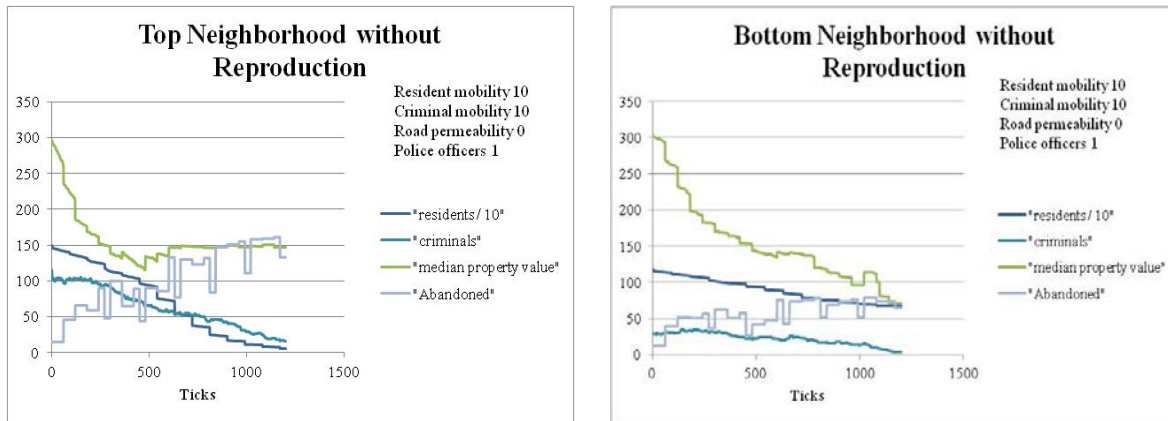 Top Neighborhood without
Reproduction
Resident mobility 10
Criminal mobility 10
Road permeability 0
Police officers 1
350
300
250
200
150
100
50
0
0
500
1000
1500
Ticks
"residents/ 10"
"criminals"
"median property value"
"Abandoned"
Bottom Neighborhood without
Reproduction
Resident mobility 10
Criminal mobility 10
Road permeability 0
Police officers 1
350
300
250
200
150
100
50
0
0
500
1000
1500
Ticks
"residents/ 10"
"criminals"
"median property value"
"Abandoned"